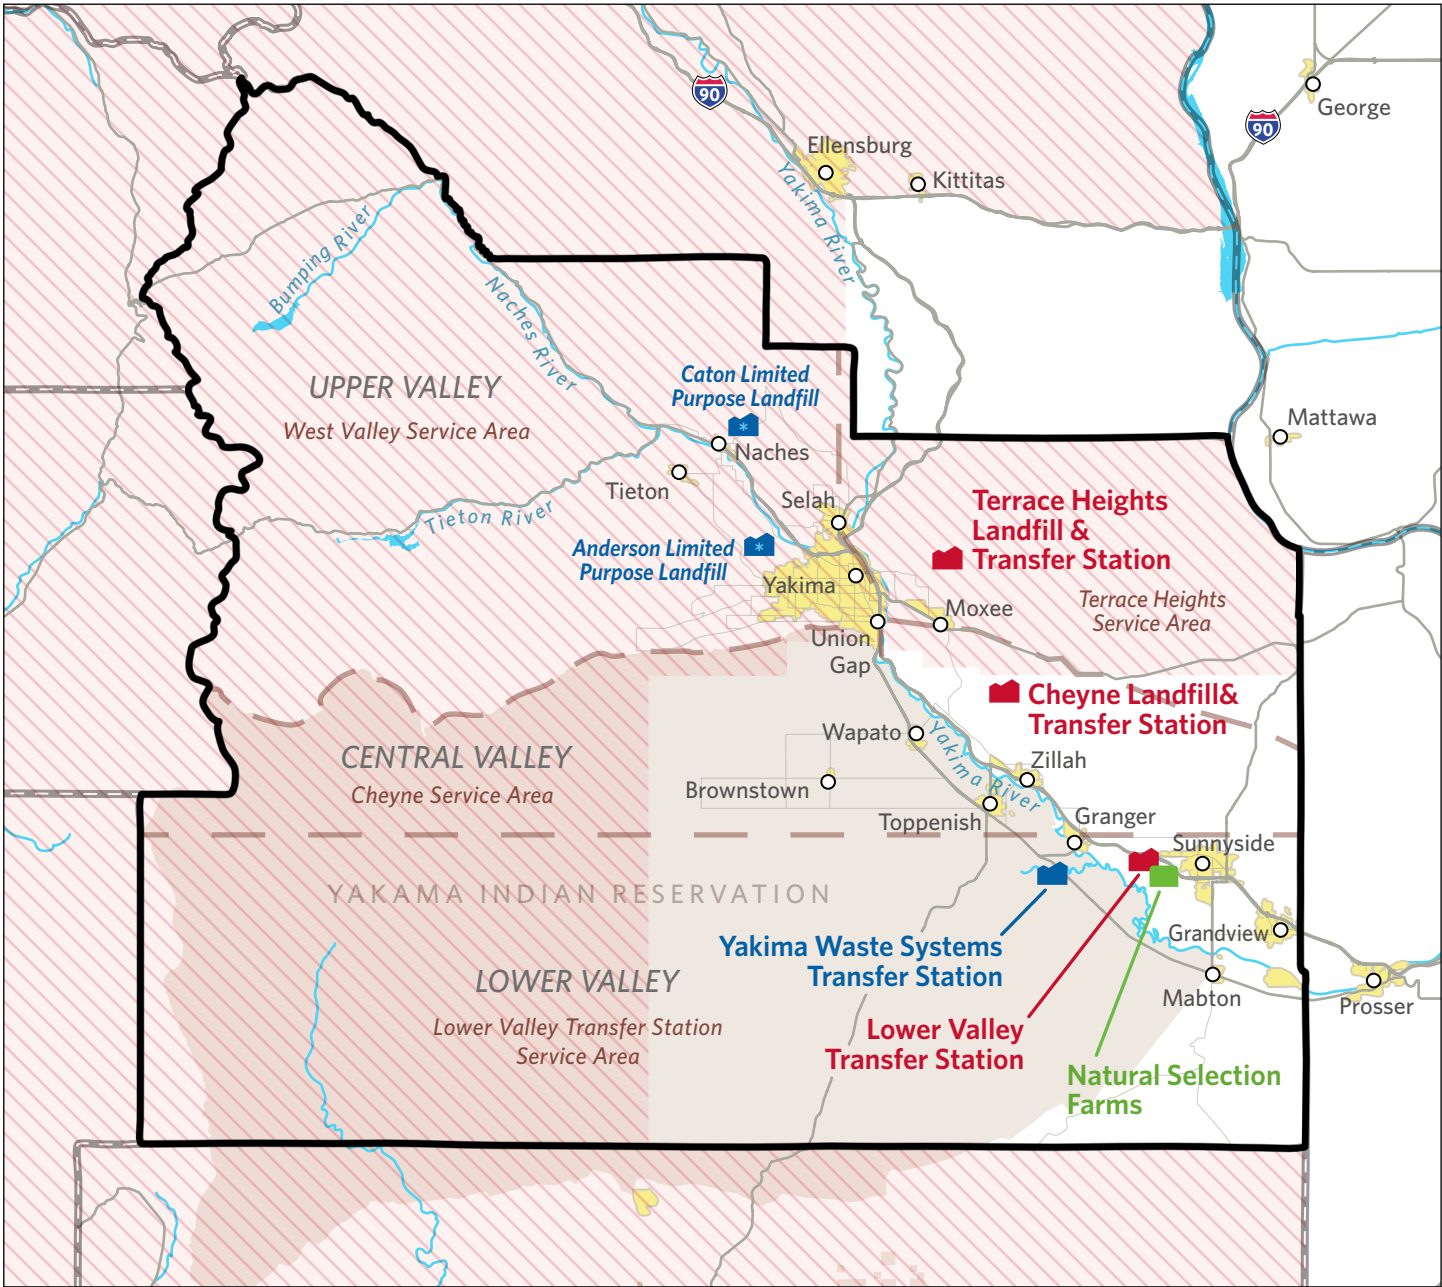 90
George
90
Ellensburg
Kittitas
Yakima River
Bumping River
Naches River
UPPER VALLEY
West Valley Service Area
Caton Limited
Purpose Landfill
Mattawa
Naches
Tieton
Selah
Tieton River
Terrace Heights
Landfill &
Transfer Station
Anderson Limited
Purpose Landfill
Yakima
Moxee
Terrace Heights
Service Area
Union
Gap
Cheyne Landfill&
Transfer Station
Wapato
Yakima River
CENTRAL VALLEY
Cheyne Service Area
Zillah
Brownstown
Toppenish
Granger
Sunnyside
YAKAMA INDIAN RESERVATION
Grandview
Yakima Waste Systems
Transfer Station
LOWER VALLEY
Mabton
Prosser
Lower Valley Transfer Station
Service Area
Lower Valley
Transfer Station
Natural Selection
Farms